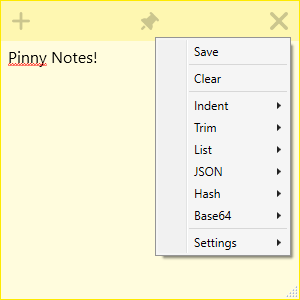 Pinny Notes!
Save
Clear
Indent
Trim
List
JSON
Hash
Base64
Settings